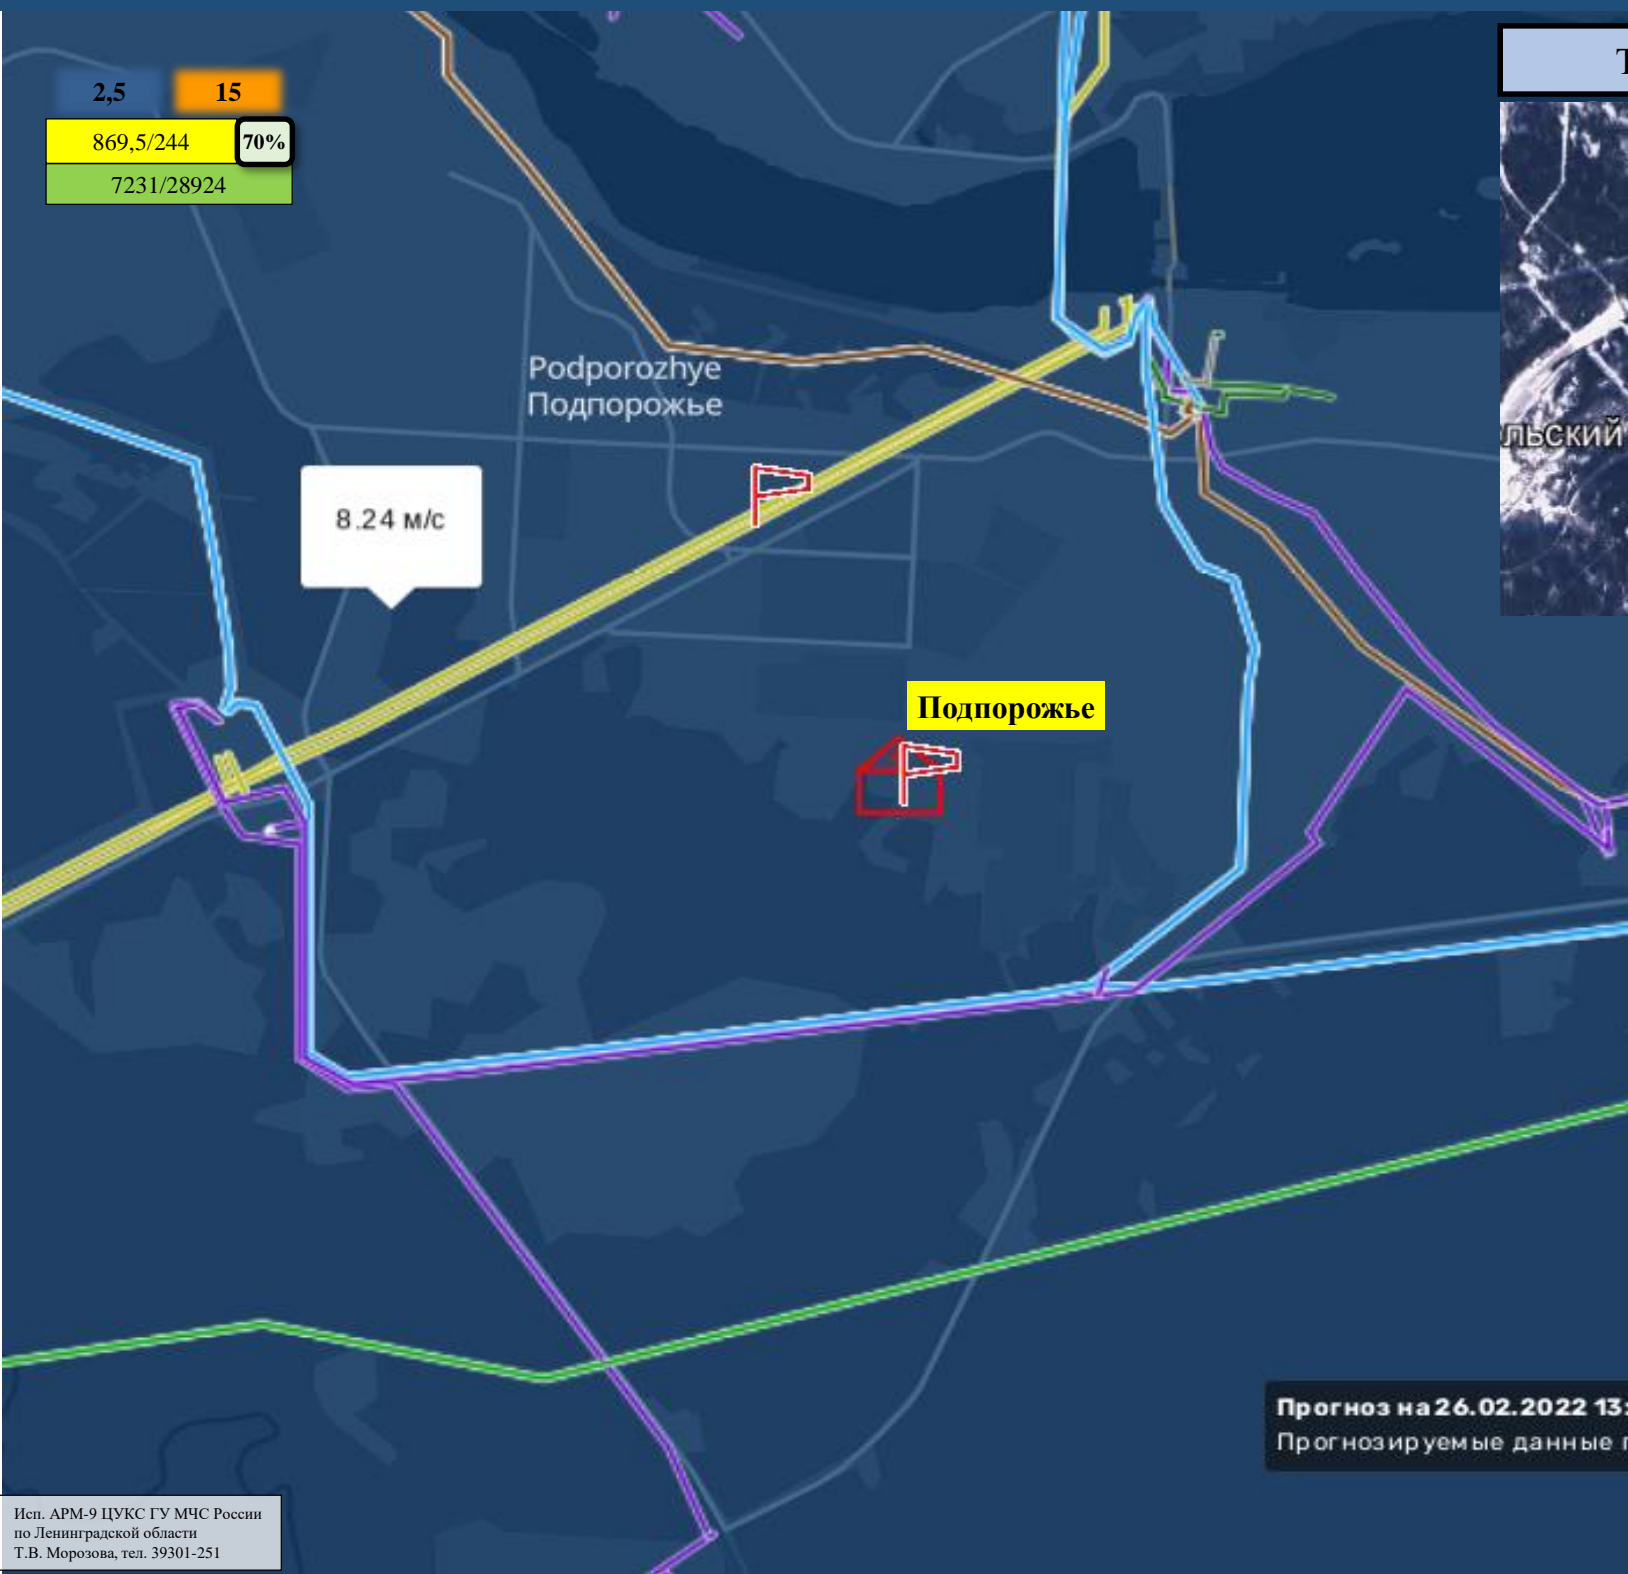 2,5
15
869,5/244
70%
7231/28924
Podporozhye
Подпорожье
8.24 м/с
льский
Подпорожье
Прогноз на 26.02.2022 13:
Прогнозируемые данные
Исп. АРМ-9 ЦУКС ГУ МЧС России
по Ленинградской области
Т.В. Морозова, тел. 39301-251